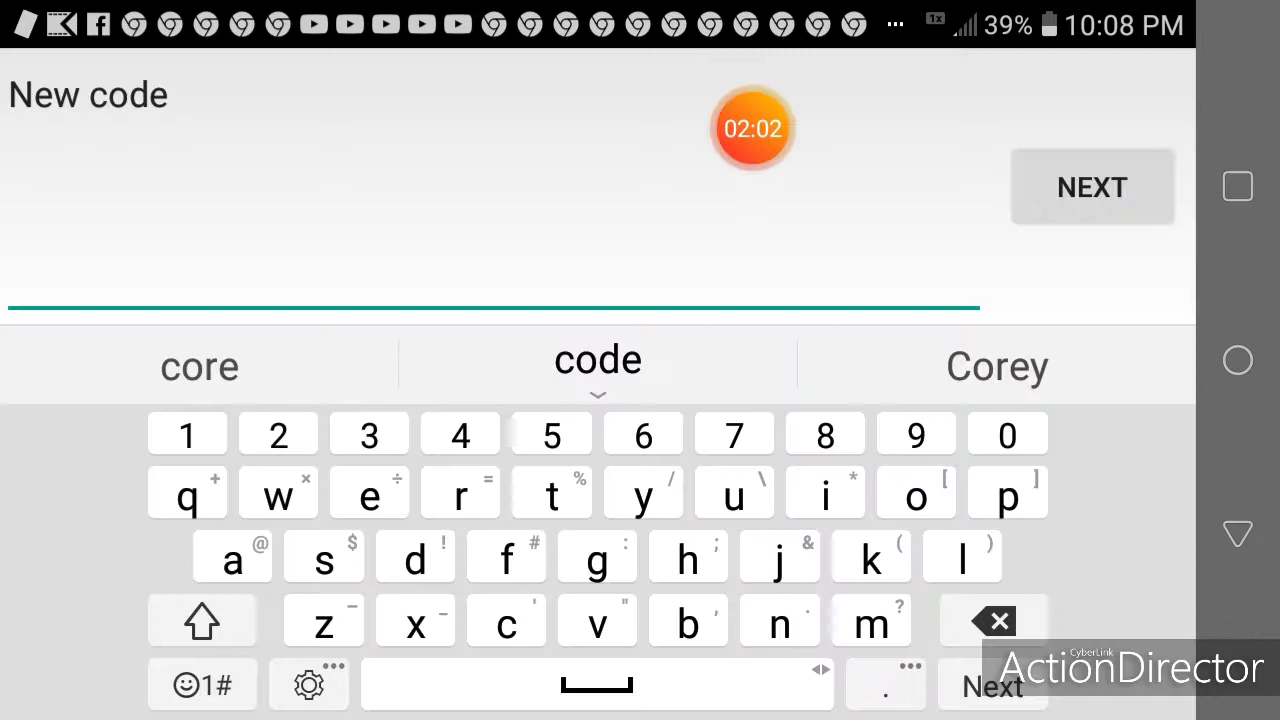 1x 39% 10:08 PM
New code
02:02
NEXT
core code Corey
1 2 3 4 5 6 7 8 9 0
q + w × e ÷ r = t % y / u \ i * o [ p ]
a @ s $ d ! f # g : h ; j & k ( l )
z – x _ c ' v " b , n . m ?
1# ... . ... Next
CyberLink
ActionDirector